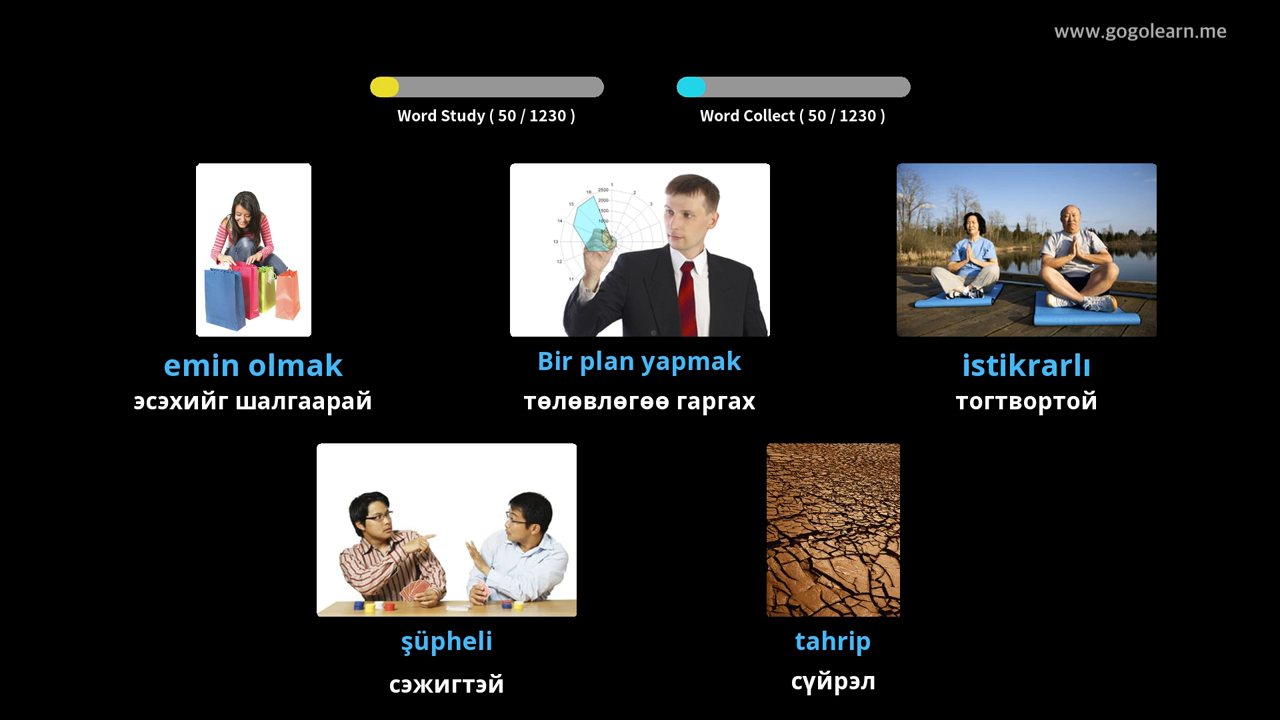 www.gogolearn.me
Word Study ( 50 / 1230 )
Word Collect ( 50 / 1230 )
emin olmak
эсэхийг шалгаарай
Bir plan yapmak
төлөвлөгөө гаргах
istikrarlı
тогтвортой
şüpheli
сэжигтэй
tahrip
сүйрэл